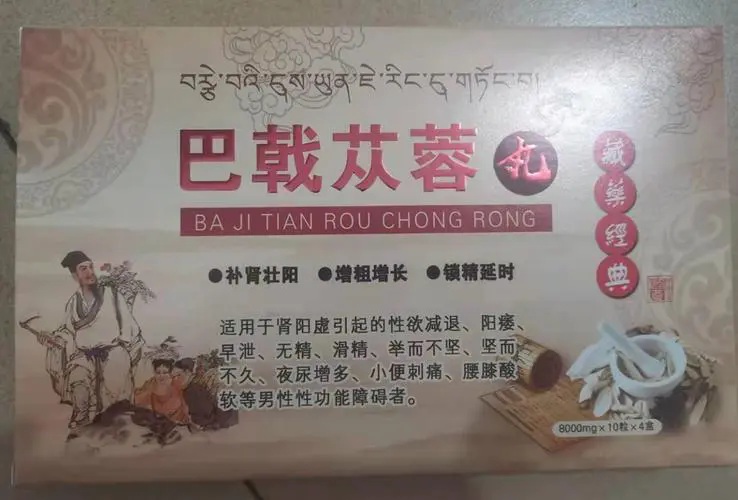 བརྩེ་བའི་དུས་ཡུན་ཇེ་རིང་དུ་གཏོང་བ།
巴戟苁蓉
BA JI TIAN ROU CHONG RONG
藏藥經典
●补肾壮阳 ●增粗增长 ●锁精延时
适用于肾阳虚引起的性欲减退、阳痿、
早泄、无精、滑精、举而不坚、坚而
不久、夜尿增多、小便刺痛、腰膝酸
软等男性性功能障碍者。
8000mg×10粒×4盒